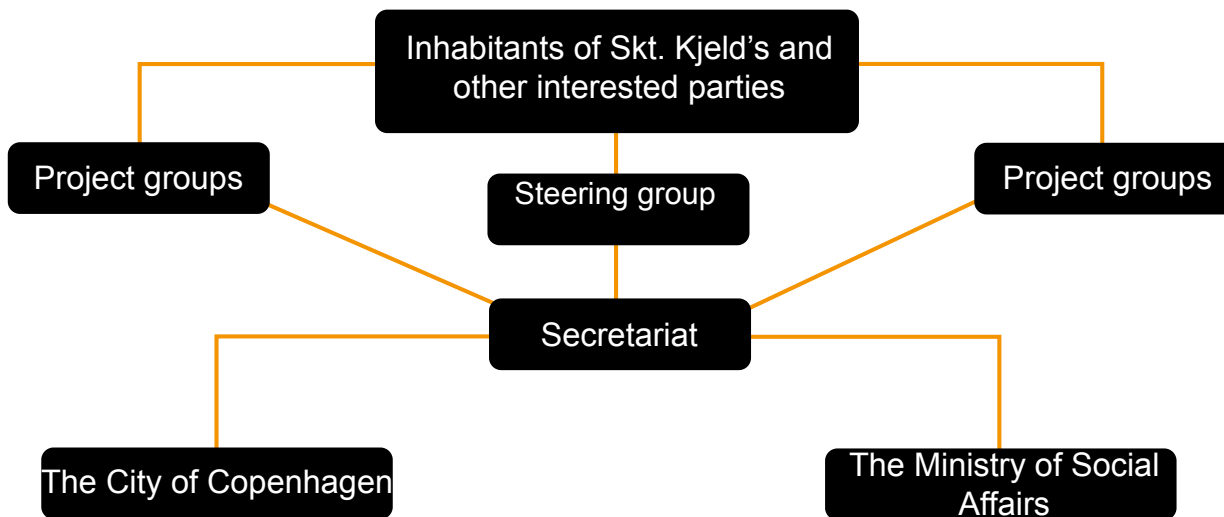 Inhabitants of Skt. Kjeld’s and
other interested parties
Project groups
Steering group
Project groups
Secretariat
The City of Copenhagen
The Ministry of Social
Affairs